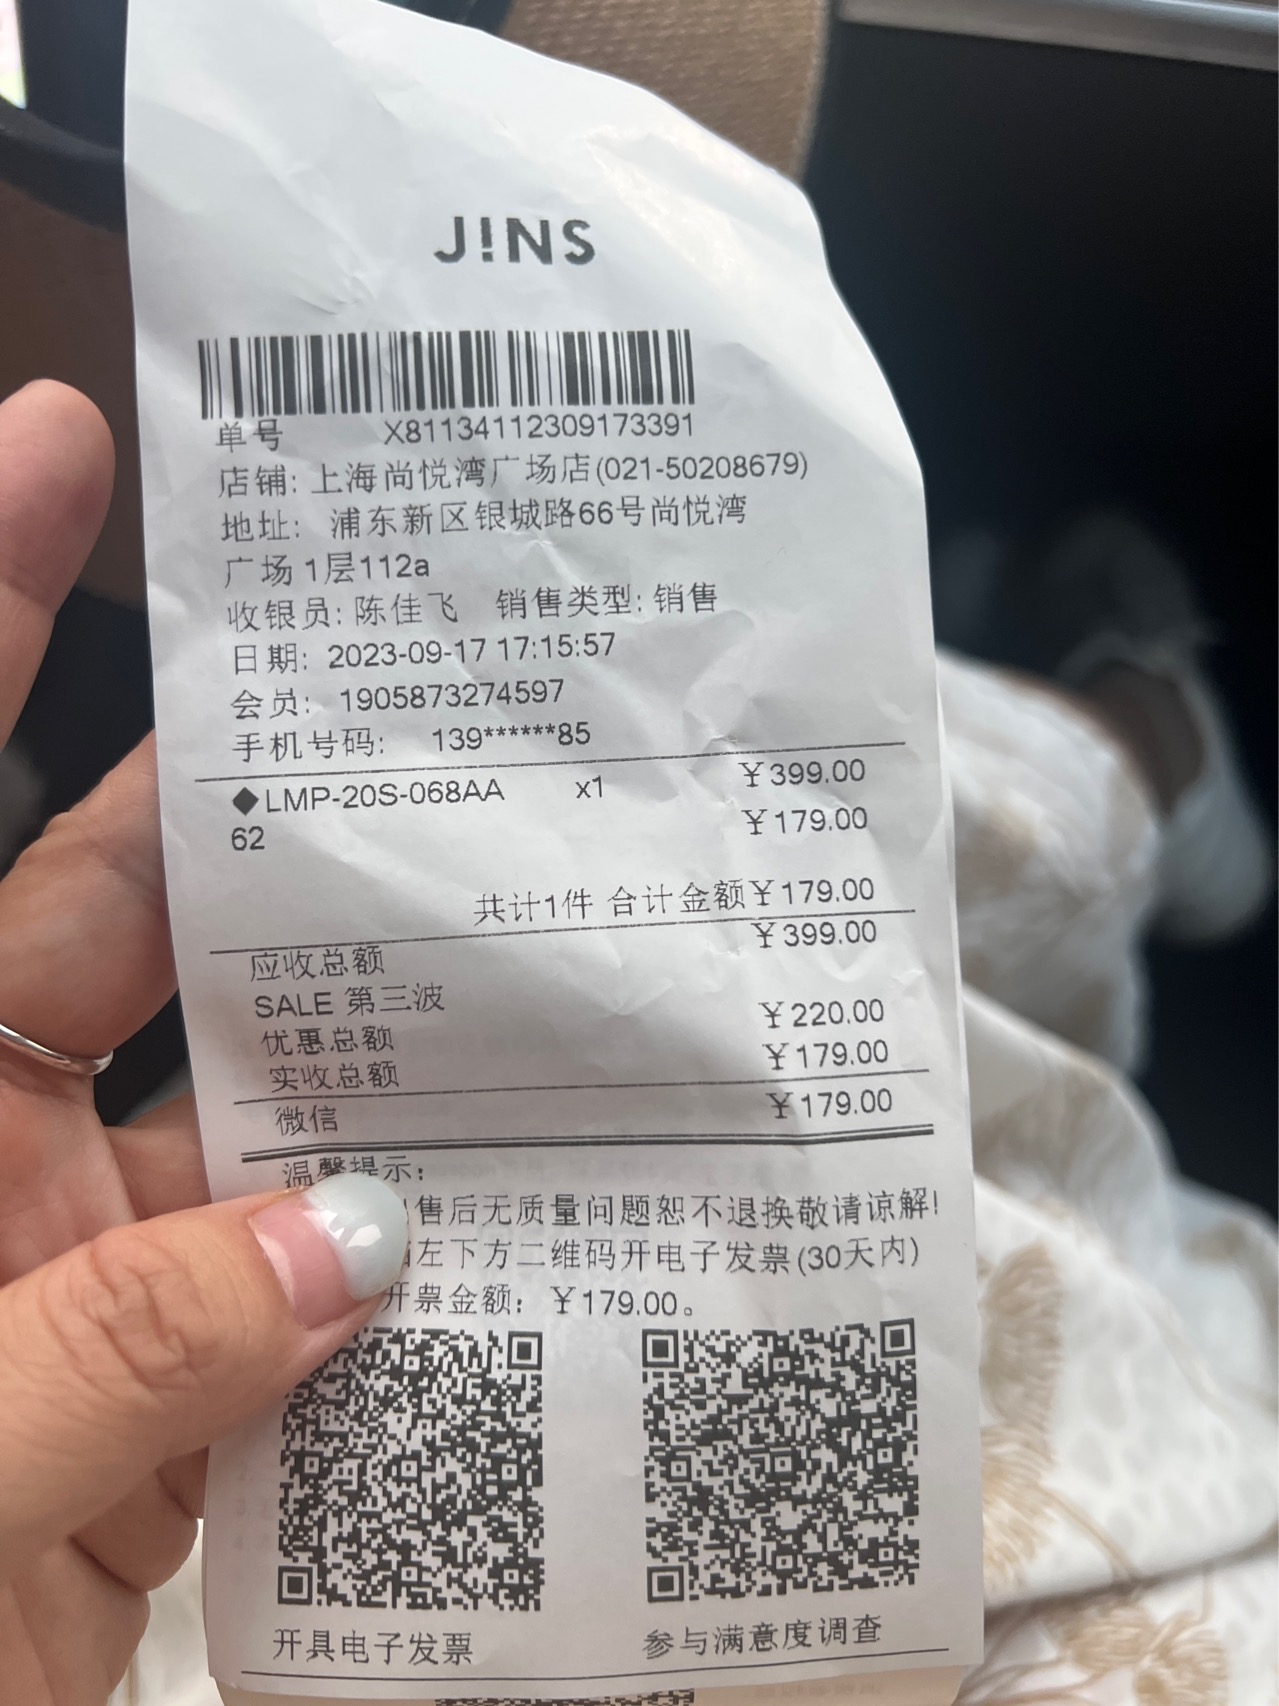 J!NS
单号 X81134112309173391
店铺: 上海尚悦湾广场店(021-50208679)
地址: 浦东新区银城路66号尚悦湾
广场 1层112a
收银员: 陈佳飞 销售类型: 销售
日期: 2023-09-17 17:15:57
会员: 1905873274597
手机号码: 139******85
◆LMP-20S-068AA x1 ¥399.00
62 ¥179.00
共计1件 合计金额¥179.00
应收总额 ¥399.00
SALE 第三波
优惠总额 ¥220.00
实收总额 ¥179.00
微信 ¥179.00
温馨提示:
售后无质量问题恕不退换敬请谅解!
左下方二维码开电子发票(30天内)
开票金额: ¥179.00。
开具电子发票 参与满意度调查